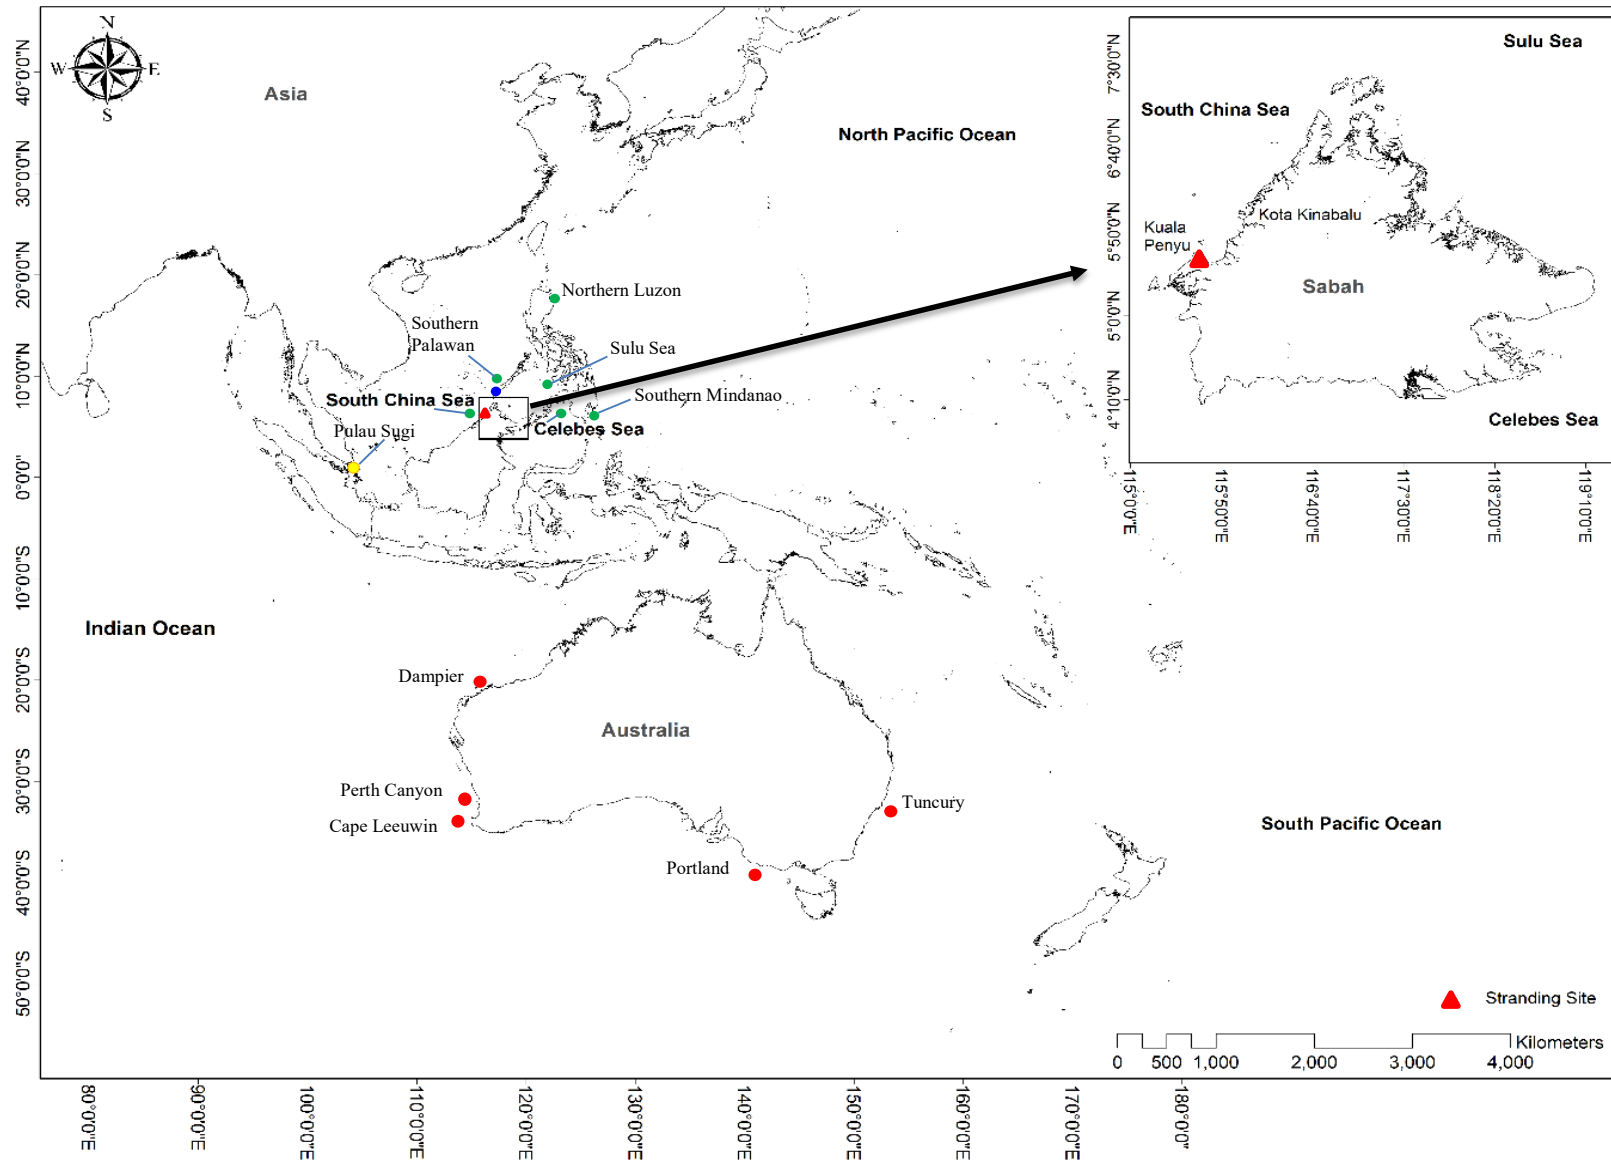 N
W
E
S
Asia
North Pacific Ocean
Northern Luzon
Southern
Palawan
Sulu Sea
South China Sea
Southern Mindanao
Pulau Sugi
Celebes Sea
Indian Ocean
Dampier
Australia
Perth Canyon
Cape Leeuwin
Tuncury
Portland
South Pacific Ocean
Sulu Sea
South China Sea
Kota Kinabalu
Kuala
Penyu
Sabah
Celebes Sea
7°30'0"N
6°40'0"N
5°50'0"N
5°0'0"N
4°10'0"N
115°0'0"E
115°50'0"E
116°40'0"E
117°30'0"E
118°20'0"E
119°10'0"E
Stranding Site
Kilometers
0 500 1,000 2,000 3,000 4,000
40°0'0"N
30°0'0"N
20°0'0"N
10°0'0"N
0°0'0"
10°0'0"S
20°0'0"S
30°0'0"S
40°0'0"S
50°0'0"S
80°0'0"E
90°0'0"E
100°0'0"E
110°0'0"E
120°0'0"E
130°0'0"E
140°0'0"E
150°0'0"E
160°0'0"E
170°0'0"E
180°0'0"